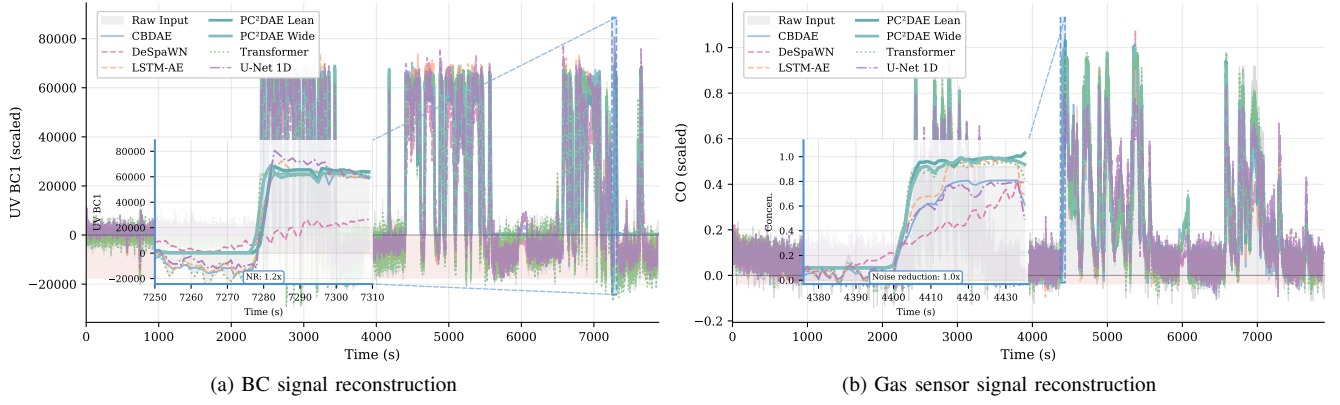 Raw Input
CBDAE
DeSpaWN
LSTM-AE
PC²DAE Lean
PC²DAE Wide
Transformer
U-Net 1D
UV BC1 (scaled)
80000
60000
40000
20000
0
−20000
UV BC1
80000
60000
40000
20000
0
−20000
NR: 1.2x
7250 7260 7270 7280 7290 7300 7310
Time (s)
0 1000 2000 3000 4000 5000 6000 7000
Time (s)
(a) BC signal reconstruction
Raw Input
CBDAE
DeSpaWN
LSTM-AE
PC²DAE Lean
PC²DAE Wide
Transformer
U-Net 1D
CO (scaled)
1.0
0.8
0.6
0.4
0.2
0.0
−0.2
Concen.
1.0
0.8
0.6
0.4
0.2
0.0
Noise reduction: 1.0x
4380 4390 4400 4410 4420 4430
Time (s)
0 1000 2000 3000 4000 5000 6000 7000
Time (s)
(b) Gas sensor signal reconstruction